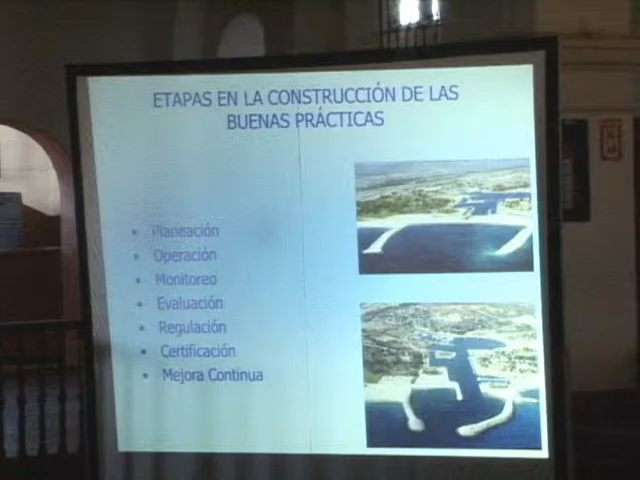 ETAPAS EN LA CONSTRUCCIÓN DE LAS
BUENAS PRÁCTICAS
• Planeación
• Operación
• Monitoreo
• Evaluación
• Regulación
• Certificación
• Mejora Continua